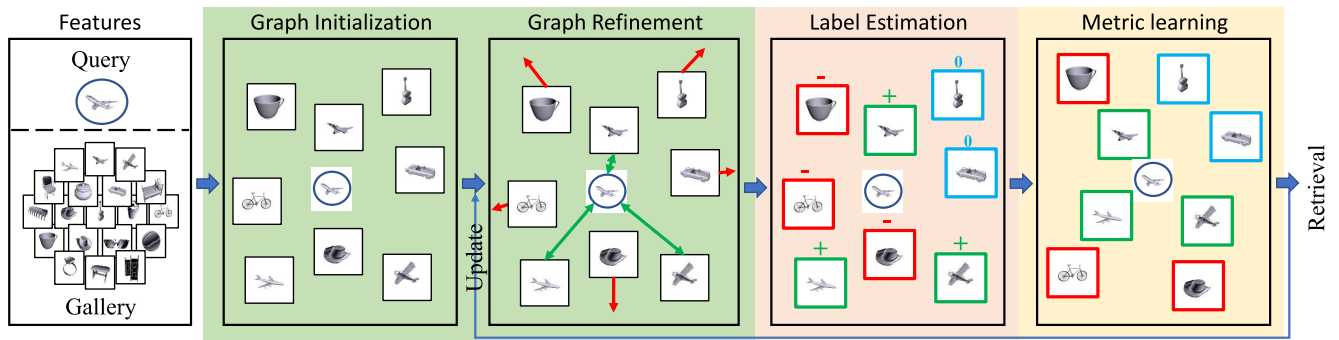 Features
Graph Initialization
Graph Refinement
Label Estimation
Metric learning
Query
Gallery
Update
-
+
0
0
-
-
+
+
Retrieval